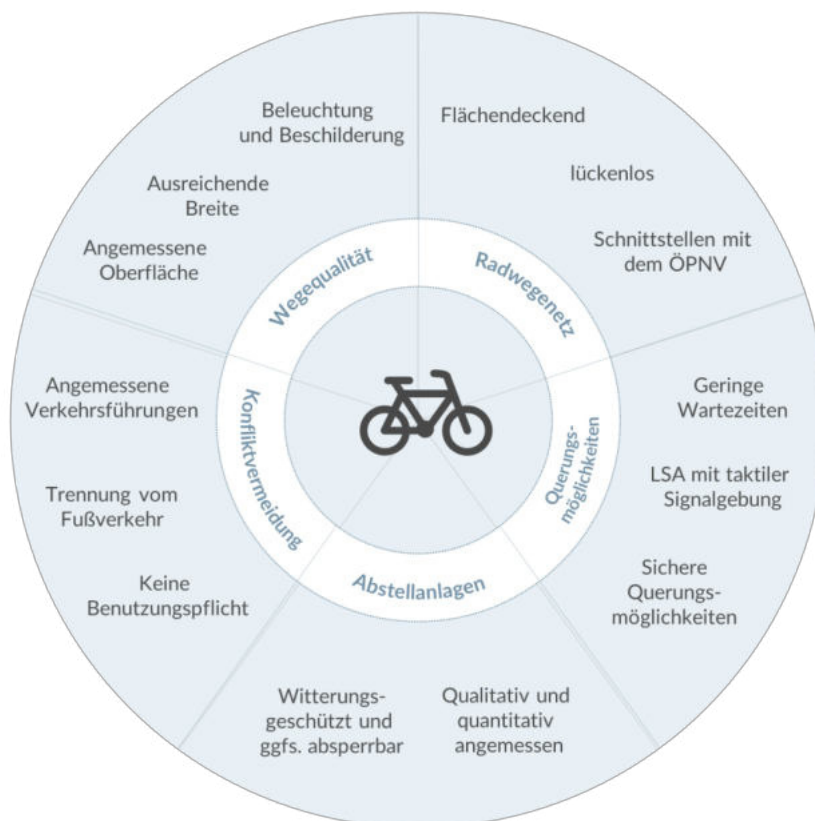 Beleuchtung
und Beschilderung
Ausreichende
Breite
Angemessene
Oberfläche
Wegequalität
Flächendeckend
lückenlos
Schnittstellen mit
dem ÖPNV
Radwegenetz
Geringe
Wartezeiten
LSA mit taktiler
Signalgebung
Sichere
Querungs-
möglichkeiten
Querungs-
möglichkeiten
Qualitativ und
quantitativ
angemessen
Witterungs-
geschützt und
ggfs. absperrbar
Abstellanlagen
Angemessene
Verkehrsführungen
Trennung vom
Fußverkehr
Keine
Benutzungspflicht
Konfliktvermeidung